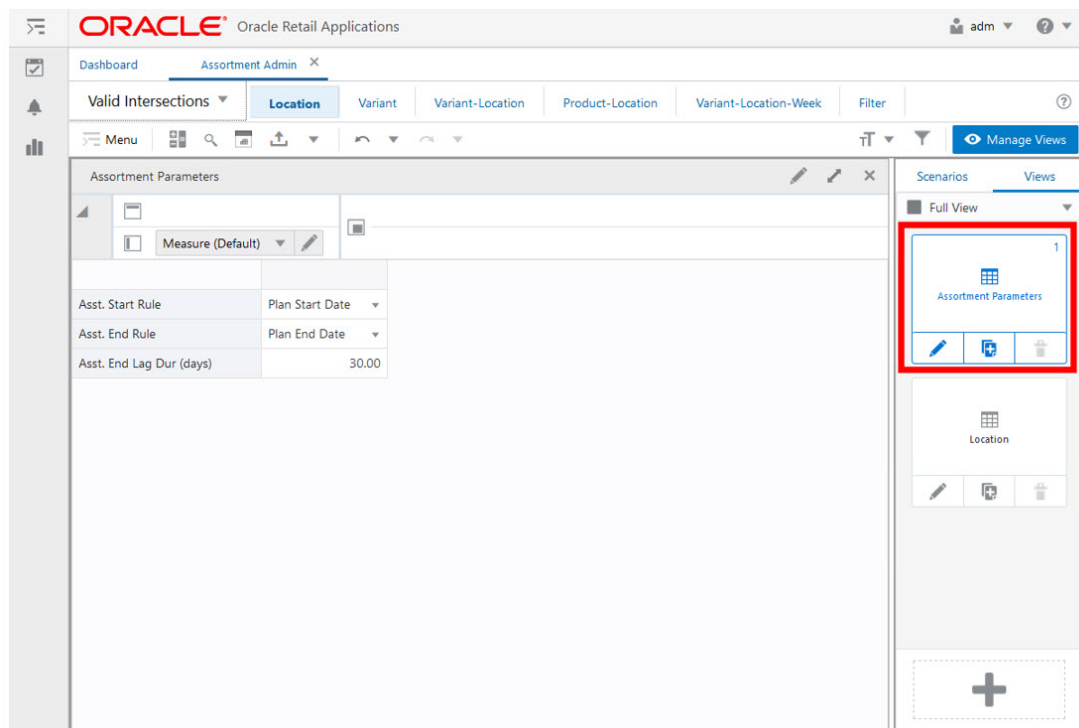 ORACLE® Oracle Retail Applications adm ?
Dashboard Assortment Admin ×
Valid Intersections Location Variant Variant-Location Product-Location Variant-Location-Week Filter ?
Menu Manage Views
Assortment Parameters Scenarios Views
Full View
Measure (Default)
1
Assortment Parameters
Asst. Start Rule Plan Start Date
Asst. End Rule Plan End Date
Asst. End Lag Dur (days) 30.00
Location